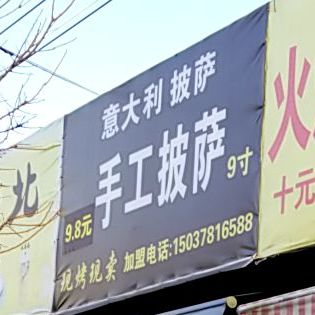 意大利 披萨
手工披萨 9寸
9.8元
现烤现卖 加盟电话:15037816588
北
火
十元